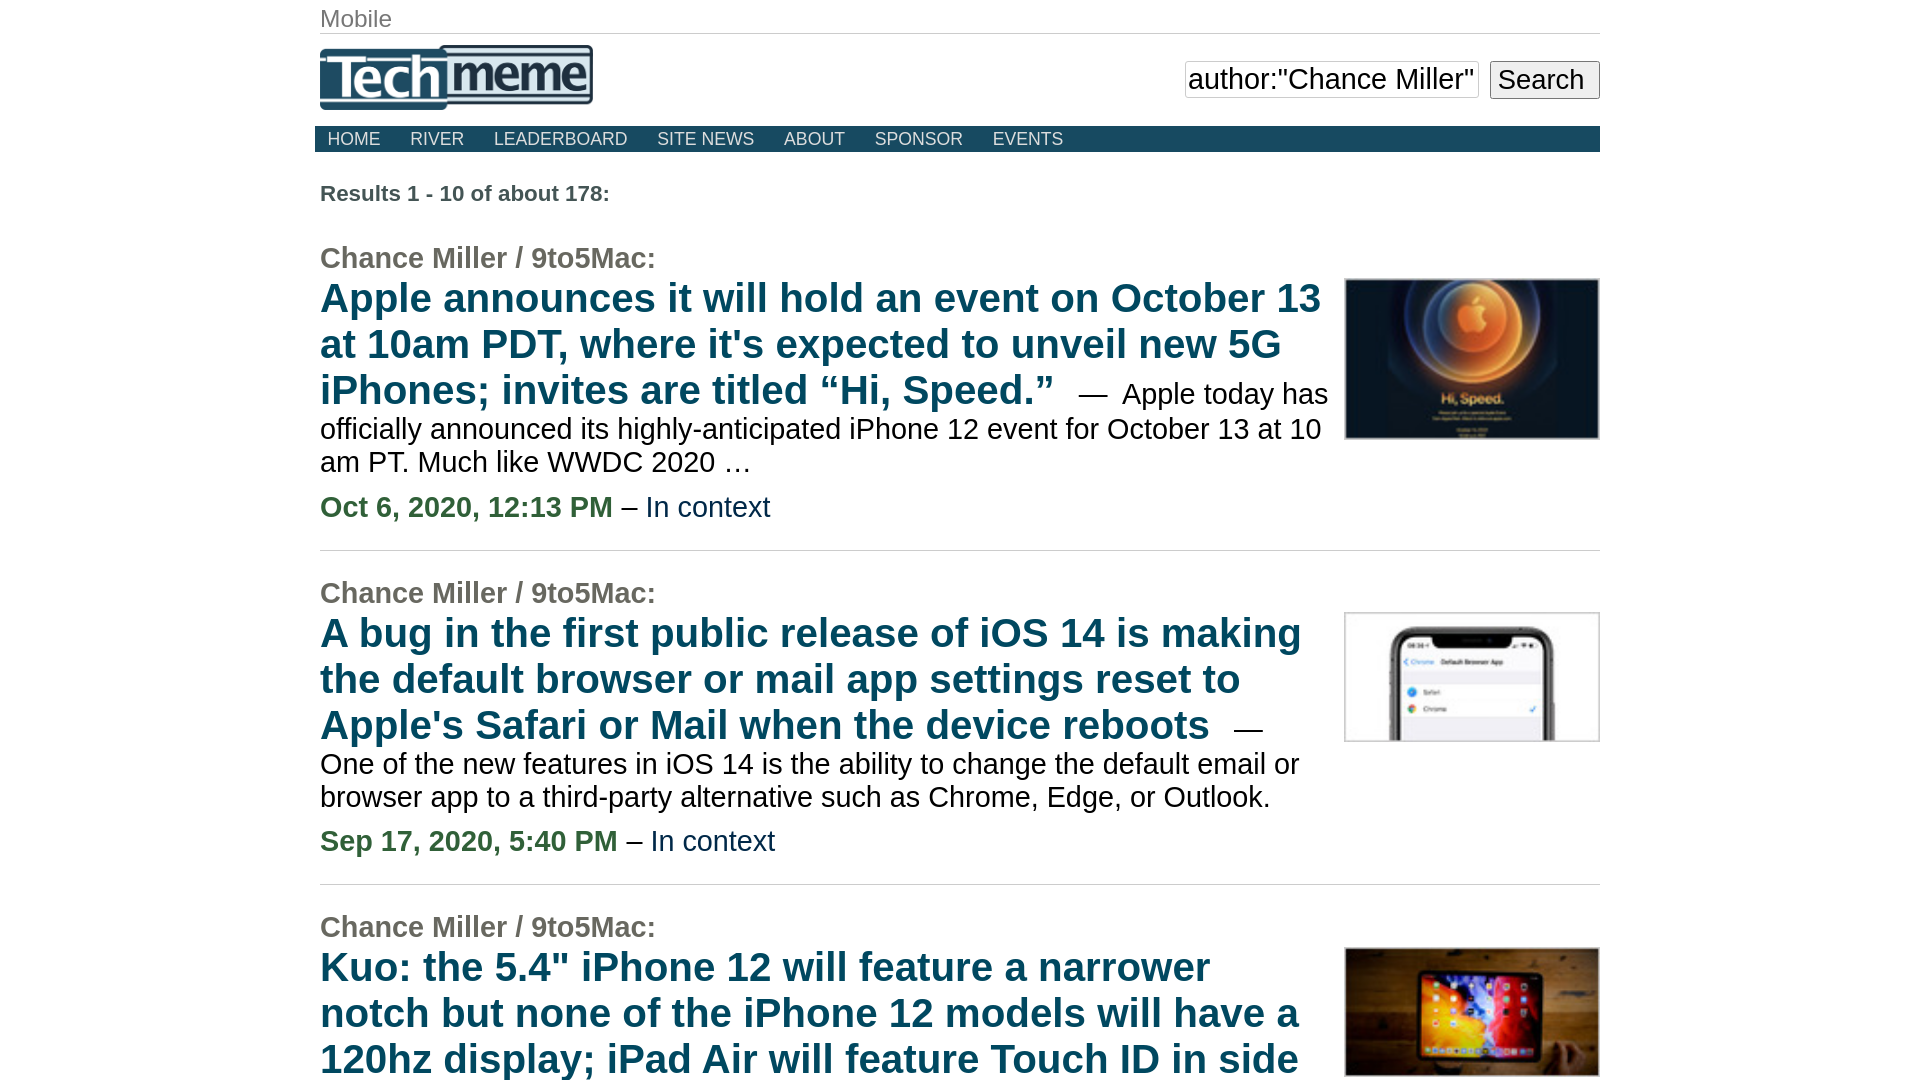 Mobile
Techmeme
author:"Chance Miller"
Search
HOME RIVER LEADERBOARD SITE NEWS ABOUT SPONSOR EVENTS
Results 1 - 10 of about 178:
Chance Miller / 9to5Mac:
Apple announces it will hold an event on October 13
at 10am PDT, where it's expected to unveil new 5G
iPhones; invites are titled “Hi, Speed.” — Apple today has
officially announced its highly-anticipated iPhone 12 event for October 13 at 10
am PT. Much like WWDC 2020 …
Hi, Speed.
Oct 6, 2020, 12:13 PM – In context
Chance Miller / 9to5Mac:
A bug in the first public release of iOS 14 is making
the default browser or mail app settings reset to
Apple's Safari or Mail when the device reboots —
One of the new features in iOS 14 is the ability to change the default email or
browser app to a third-party alternative such as Chrome, Edge, or Outlook.
Chrome Default Browser App
Safari
Chrome
Sep 17, 2020, 5:40 PM – In context
Chance Miller / 9to5Mac:
Kuo: the 5.4" iPhone 12 will feature a narrower
notch but none of the iPhone 12 models will have a
120hz display; iPad Air will feature Touch ID in side